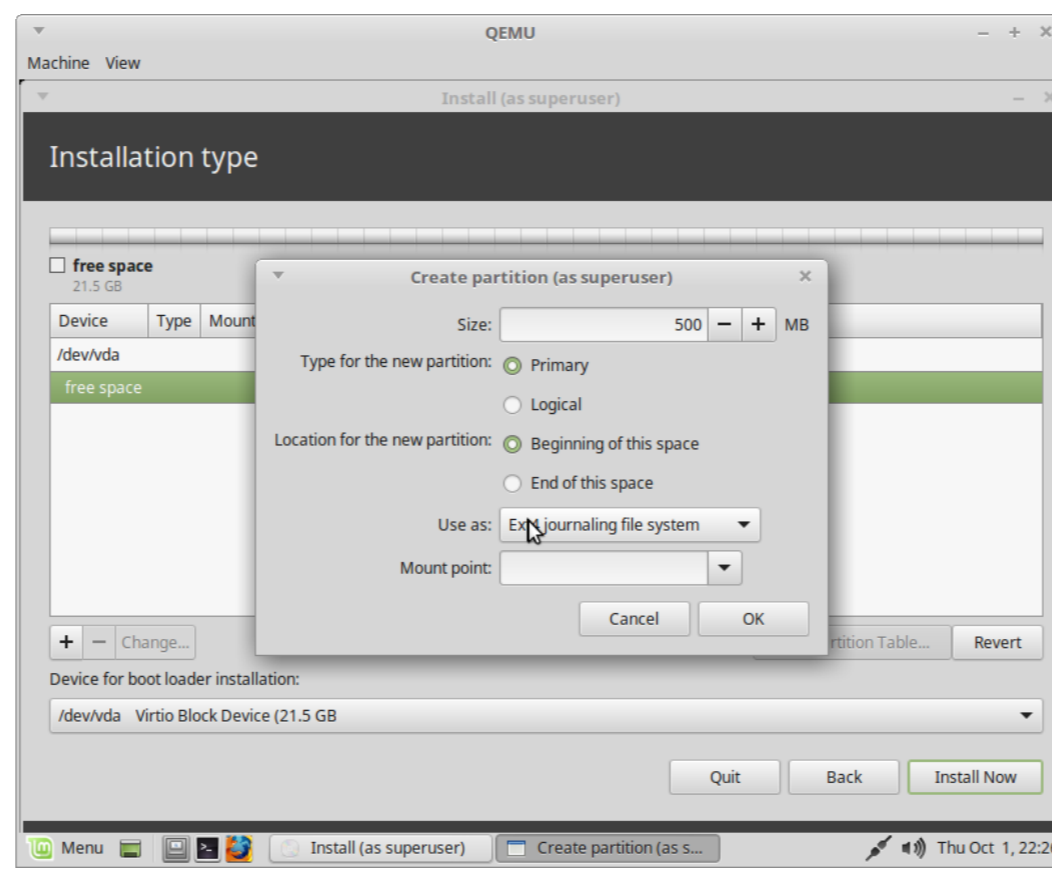 QEMU
Machine View
Install (as superuser)
Installation type
free space
21.5 GB
Create partition (as superuser)
Device Type Mount
Size: 500 MB
/dev/vda
Type for the new partition: Primary
free space
Logical
Location for the new partition: Beginning of this space
End of this space
Use as: Ext4 journaling file system
Mount point:
Cancel OK
Change... Table... Revert
Device for boot loader installation:
/dev/vda Virtio Block Device (21.5 GB
Quit Back Install Now
Menu Install (as superuser) Create partition (as s... Thu Oct 1,